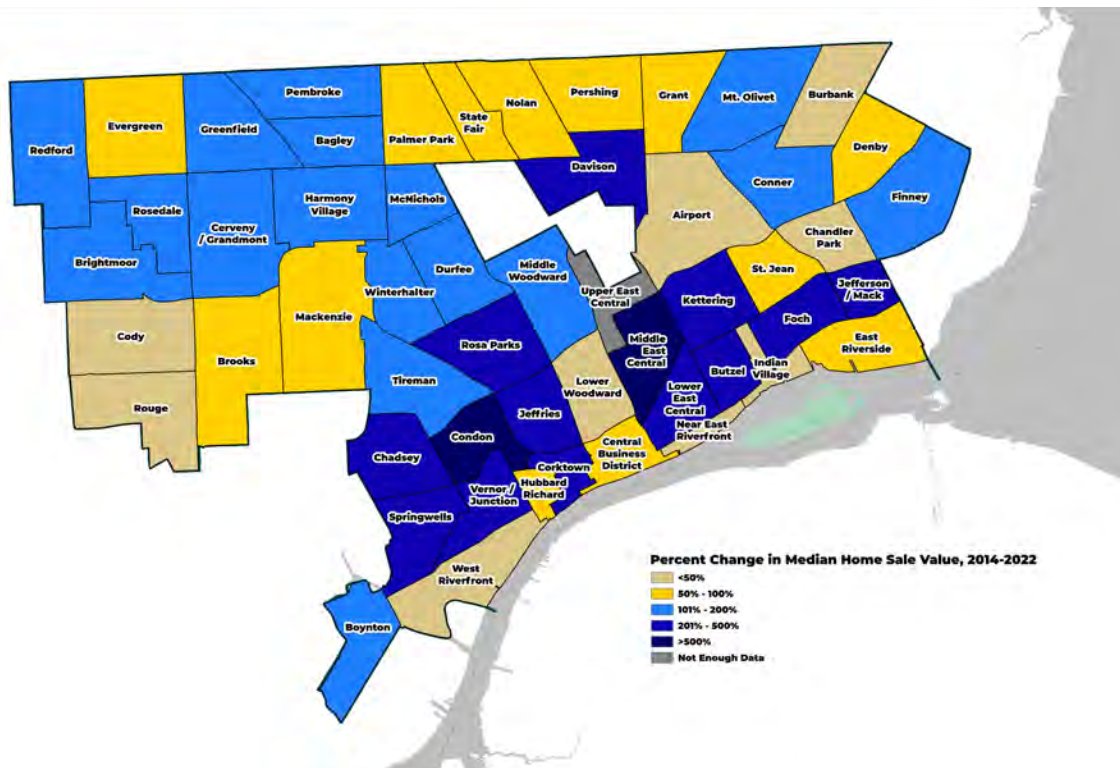 Pembroke
Nolan
Pershing
Grant
Mt. Olivet
Burbank
Evergreen
Greenfield
Bagley
Palmer Park
State
Fair
Redford
Denby
Davison
Conner
Finney
Rosedale
Harmony
Village
McNichols
Airport
Cerveny
/ Grandmont
Chandler
Park
Brightmoor
Durfee
Middle
Woodward
St. Jean
Winterhalter
Upper East
Central
Kettering
Jefferson
/ Mack
Mackenzie
Foch
Cody
Brooks
Rosa Parks
Middle
East
Central
East
Riverside
Tireman
Butzel
Indian
Village
Lower
Woodward
Lower
East
Central
Rouge
Jeffries
Near East
Riverfront
Condon
Central
Business
District
Chadsey
Corktown
Vernor /
Junction
Hubbard
Richard
Springwells
West
Riverfront
Boynton
Percent Change in Median Home Sale Value, 2014-2022
<50%
50% - 100%
101% - 200%
201% - 500%
>500%
Not Enough Data